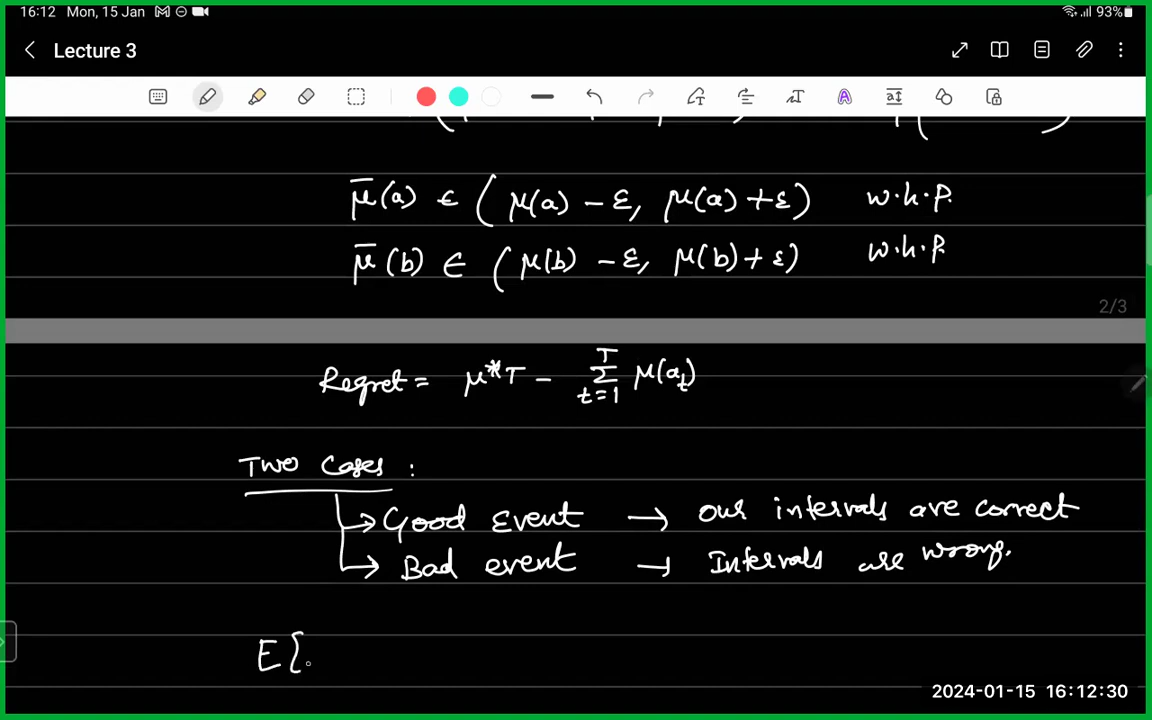 16:12 Mon, 15 Jan 93%
Lecture 3
μ̄(a) ∈ (μ(a) - ε, μ(a) + ε) w.h.p.
μ̄(b) ∈ (μ(b) - ε, μ(b) + ε) w.h.p.
2/3
Regret = μ*T - Σ_{t=1}^{T} μ(a_t)
Two Cases :
→ Good Event → Our intervals are correct
→ Bad event → Intervals are wrong.
E[
2024-01-15 16:12:30